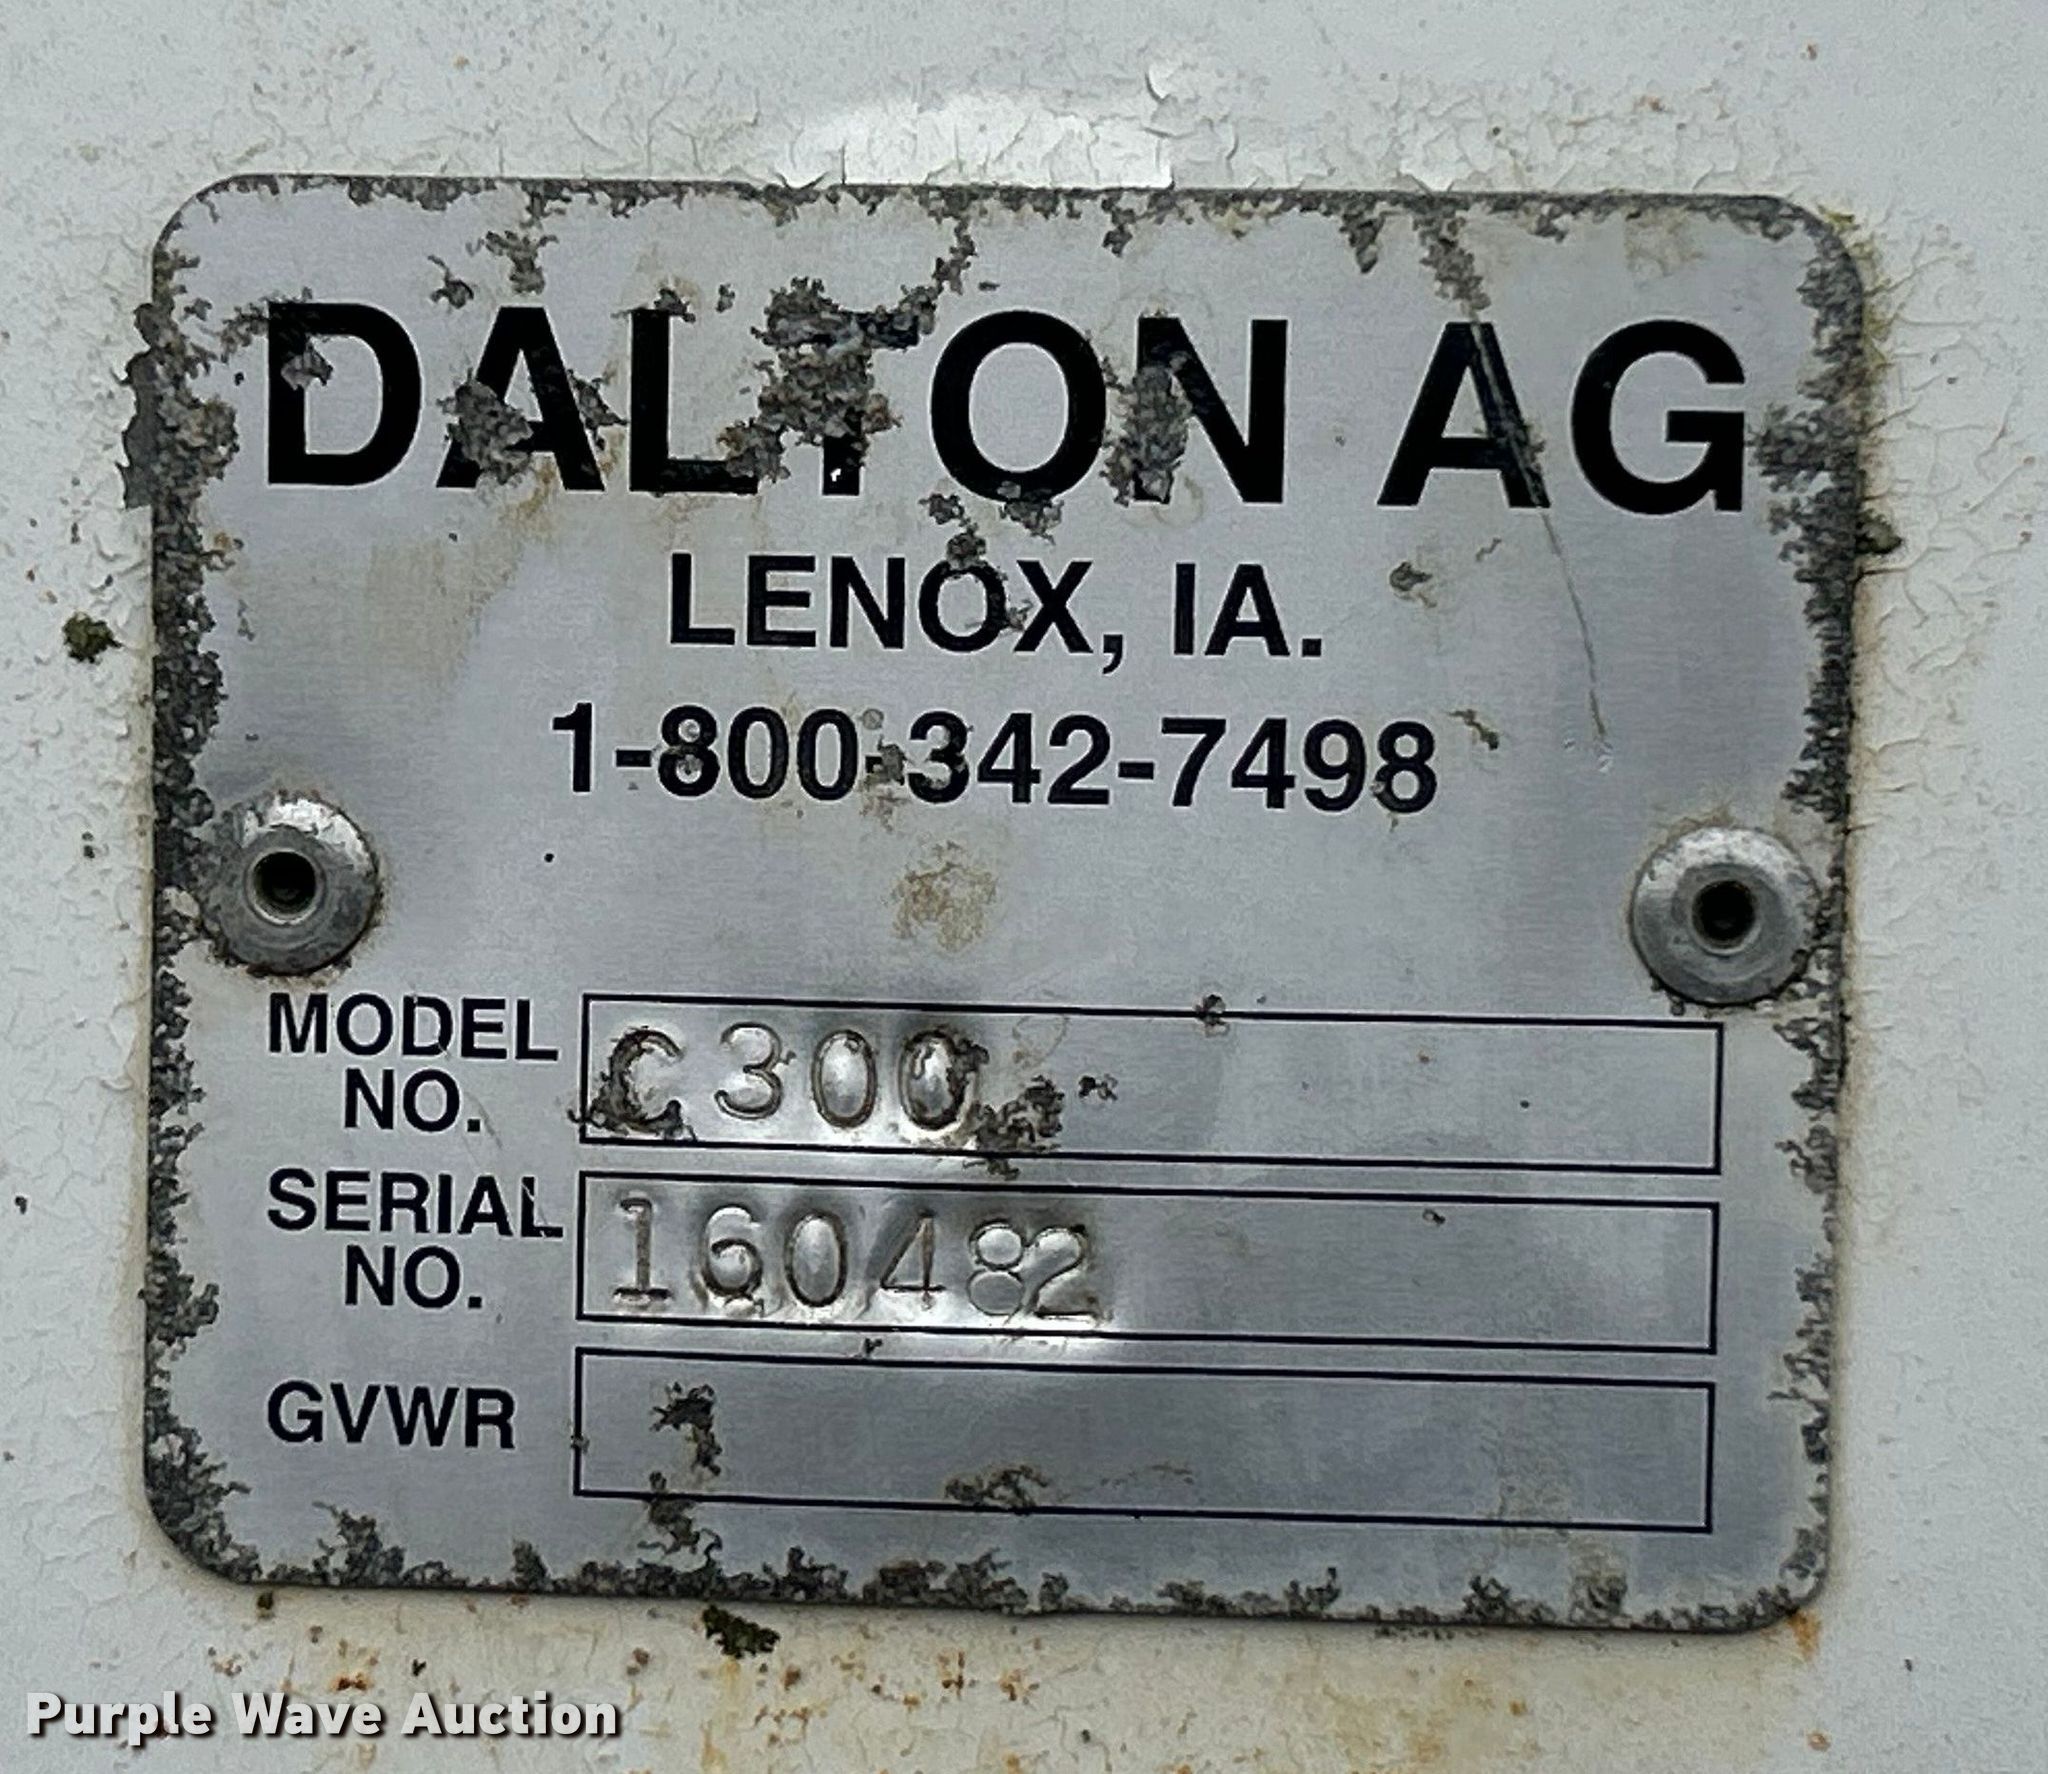 DALTON AG
LENOX, IA.
1-800-342-7498
MODEL NO. C300
SERIAL NO. 160482
GVWR
Purple Wave Auction